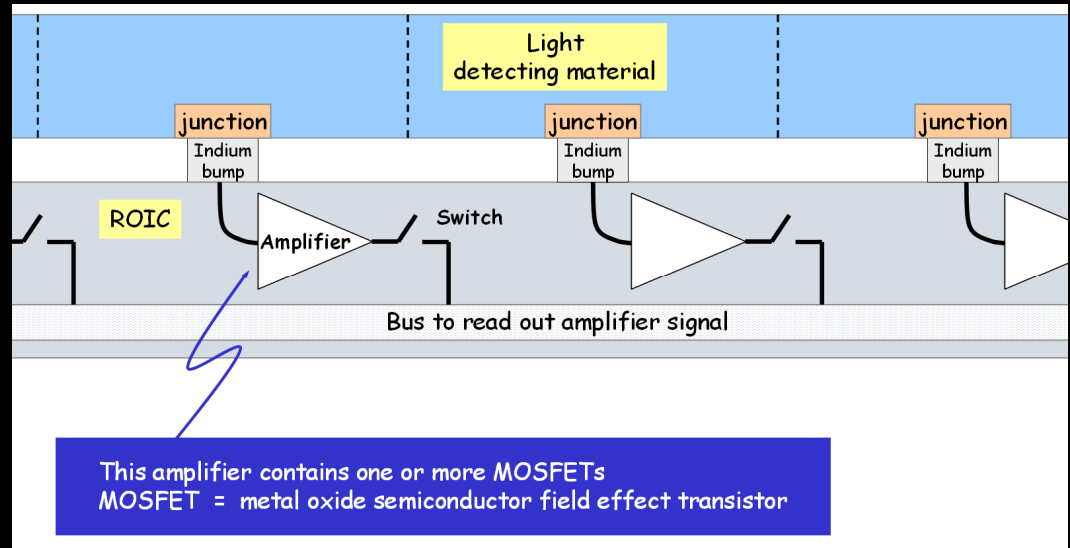 Light
detecting material
junction
junction
junction
Indium
bump
Indium
bump
Indium
bump
ROIC
Amplifier
Switch
Bus to read out amplifier signal
This amplifier contains one or more MOSFETs
MOSFET = metal oxide semiconductor field effect transistor